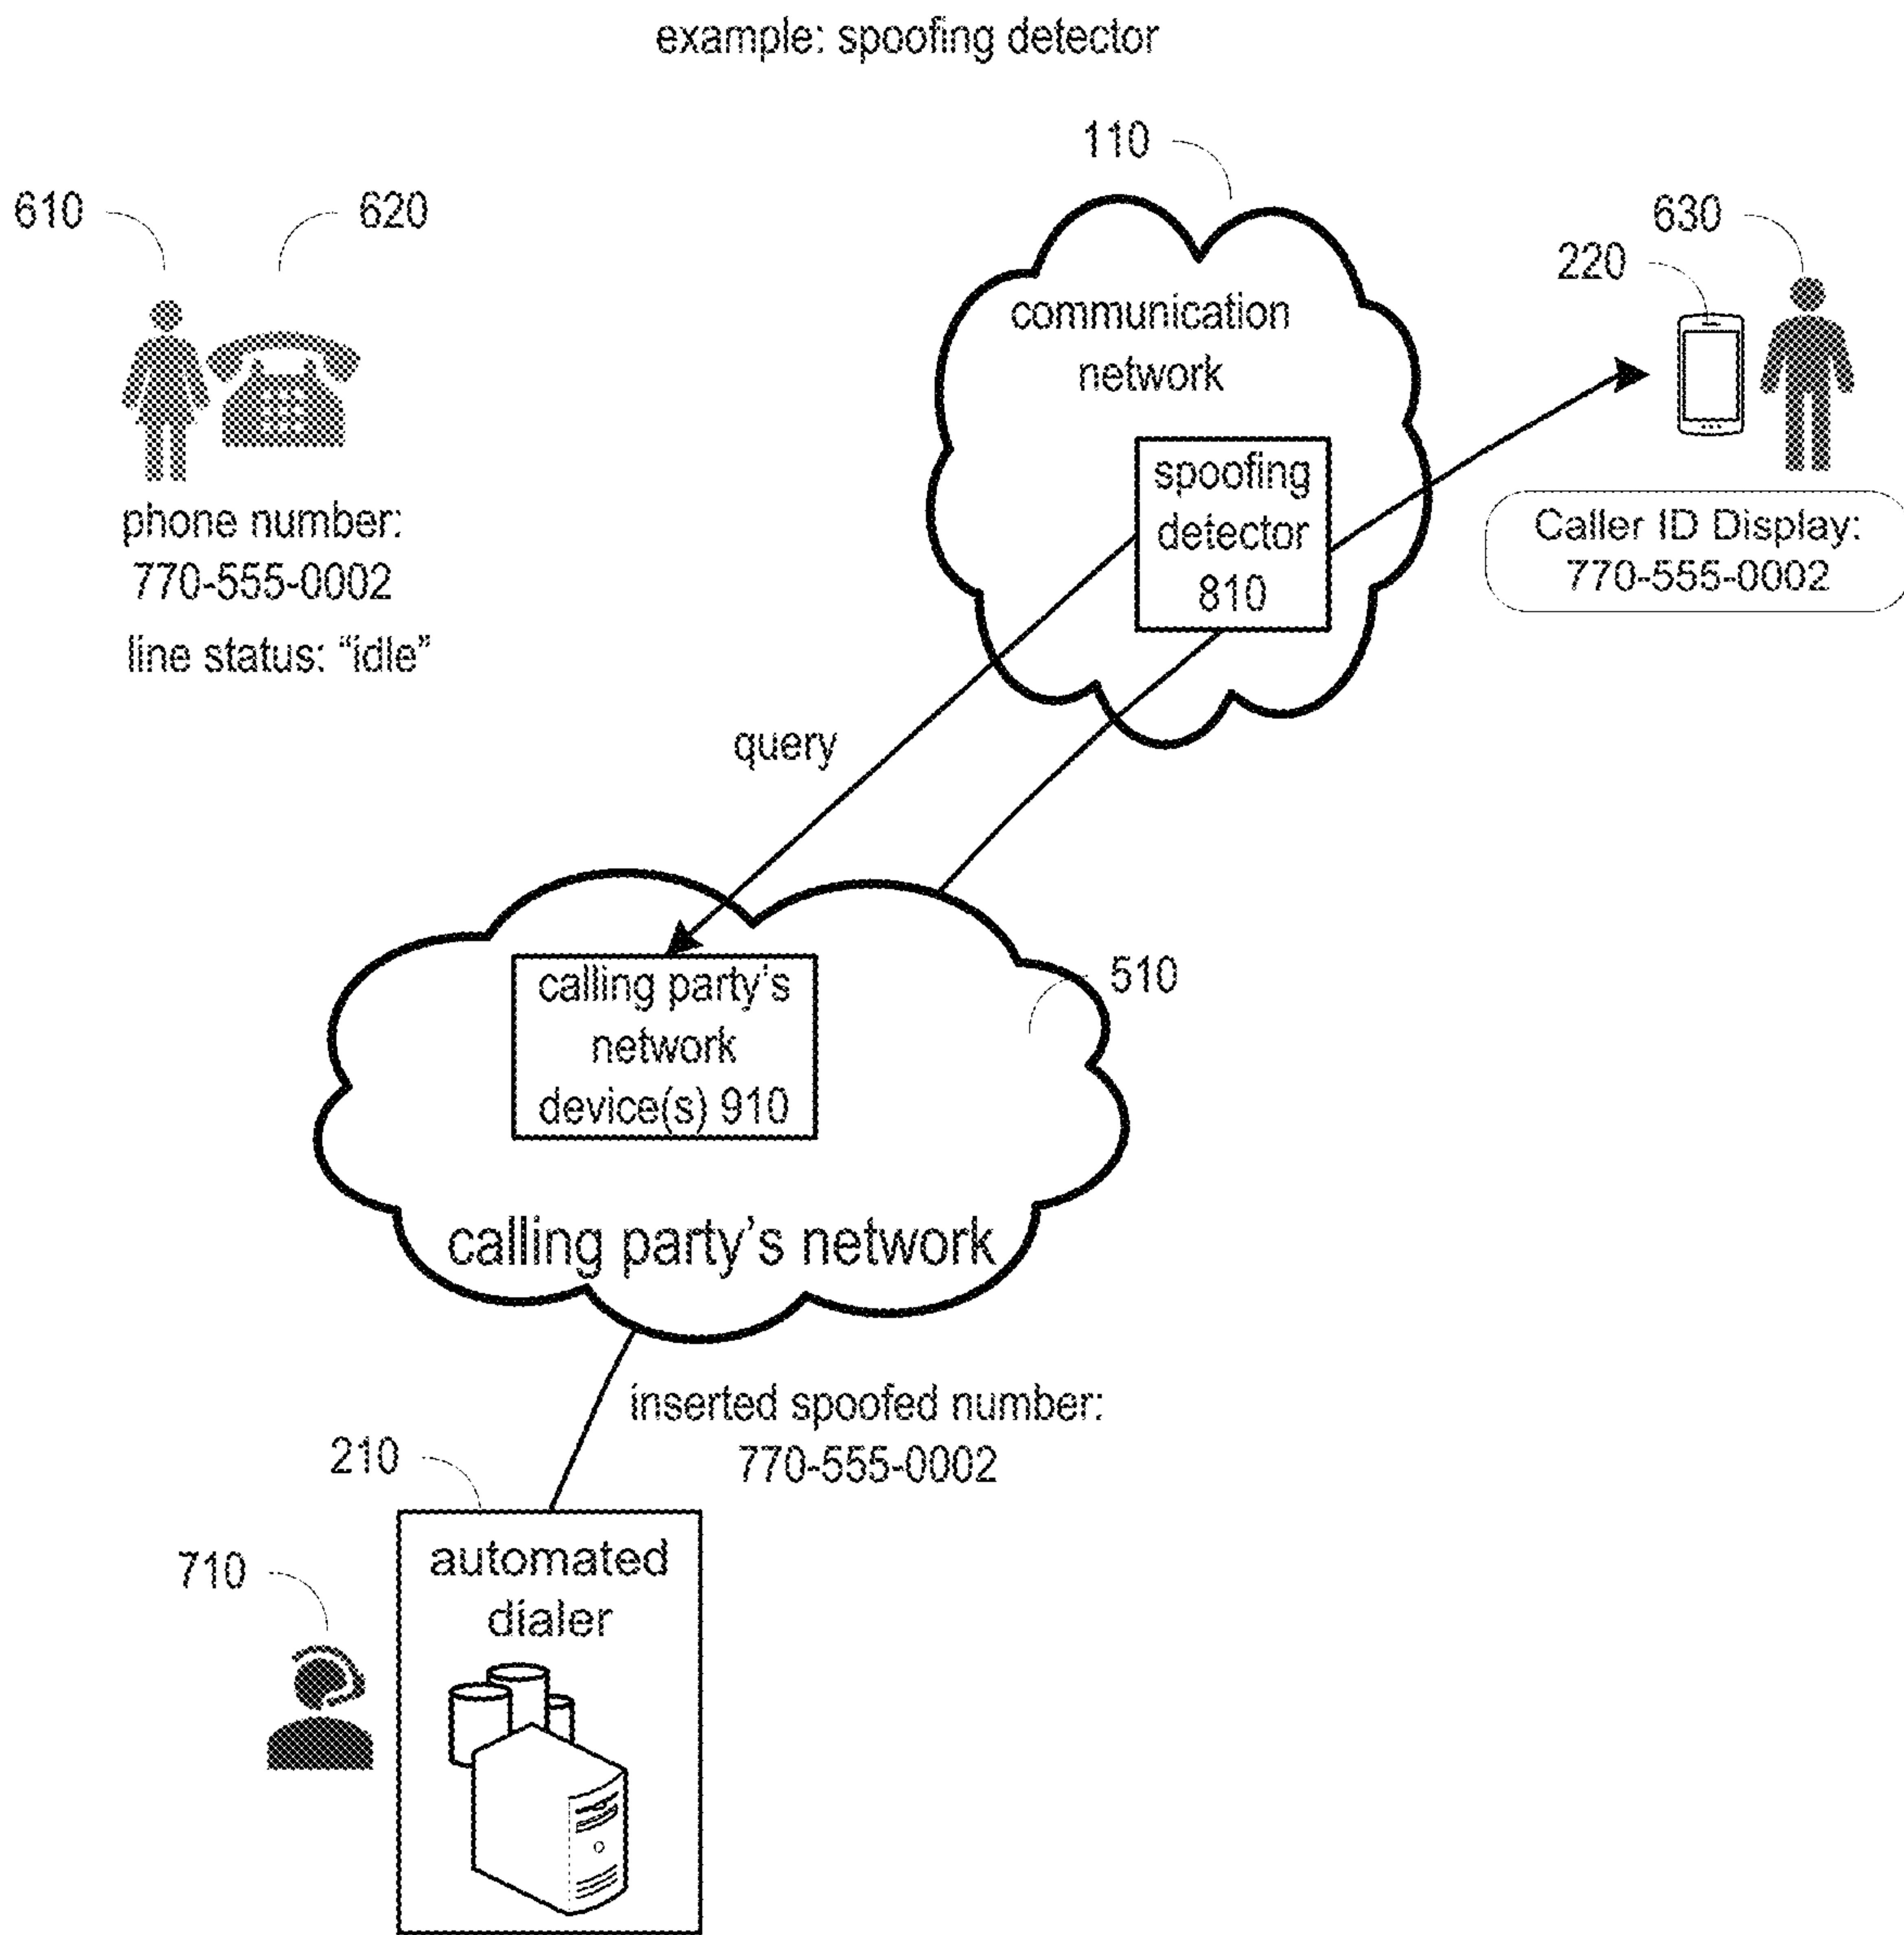 example: spoofing detector
110
610
620
630
220
communication
network
spoofing
detector
810
phone number:
770-555-0002
line status: “idle”
Caller ID Display:
770-555-0002
query
calling party’s
network
device(s) 910
510
calling party’s network
inserted spoofed number:
770-555-0002
210
710
automated
dialer